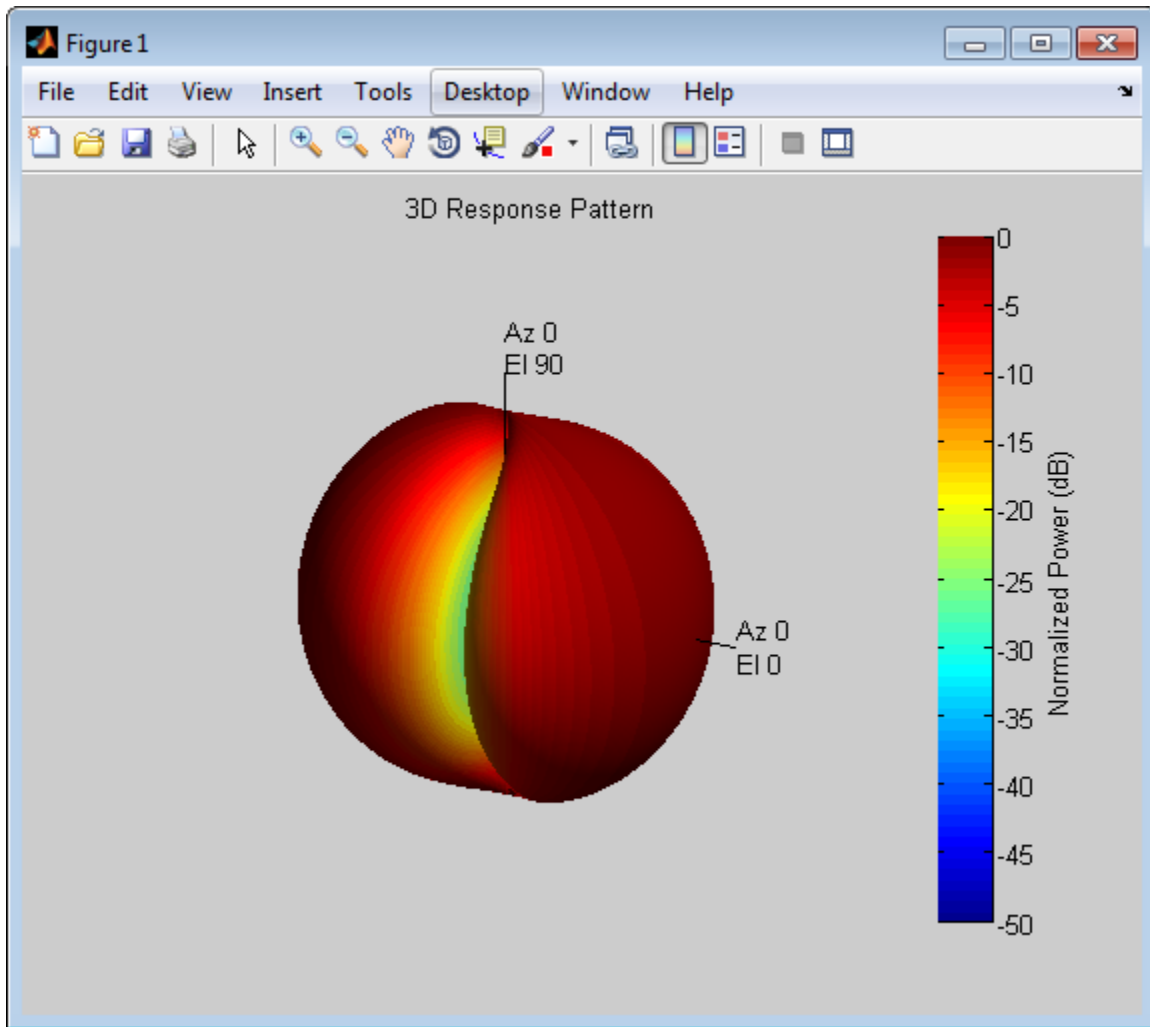 Figure 1
File Edit View Insert Tools Desktop Window Help
3D Response Pattern
Az 0
El 90
Az 0
El 0
0
-5
-10
-15
-20
-25
-30
-35
-40
-45
-50
Normalized Power (dB)